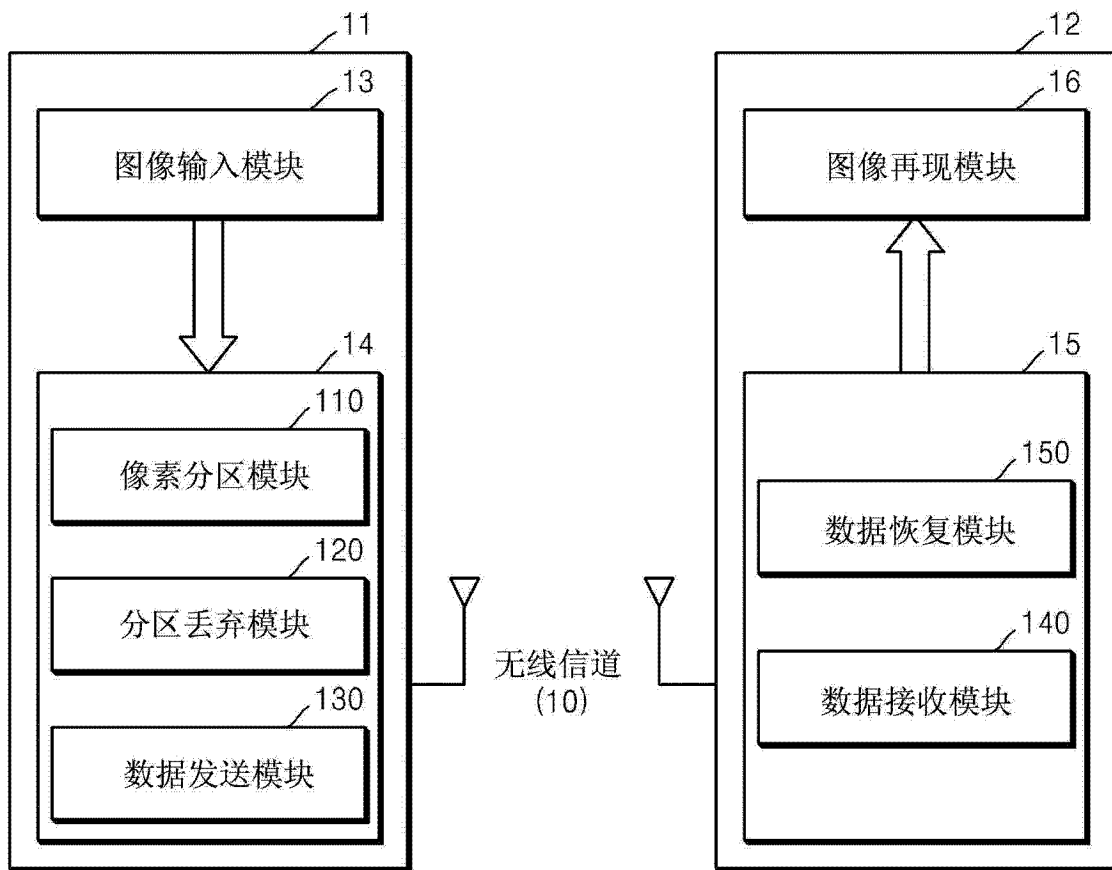 11
13
图像输入模块
14
110
像素分区模块
120
分区丢弃模块
130
数据发送模块
无线信道
(10)
12
16
图像再现模块
15
150
数据恢复模块
140
数据接收模块